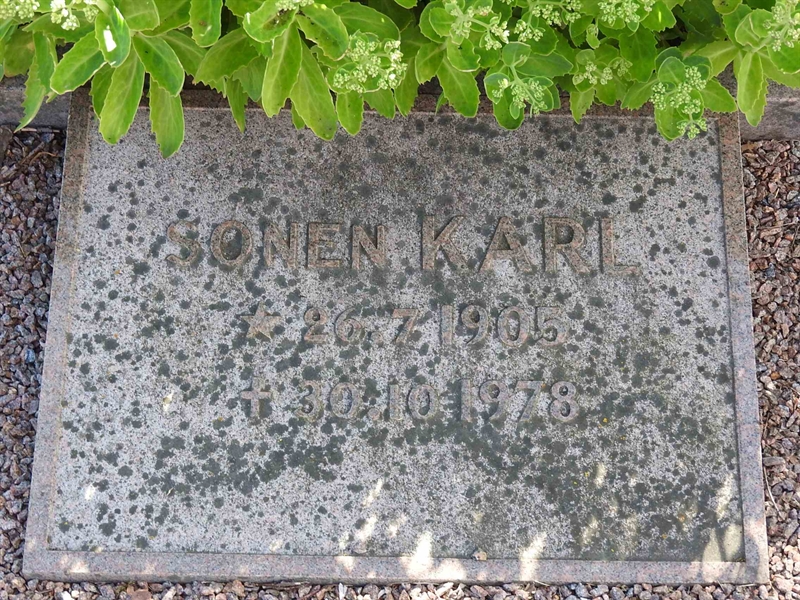 SONEN KARL
★ 26.7 1905
✝ 30.10 1978